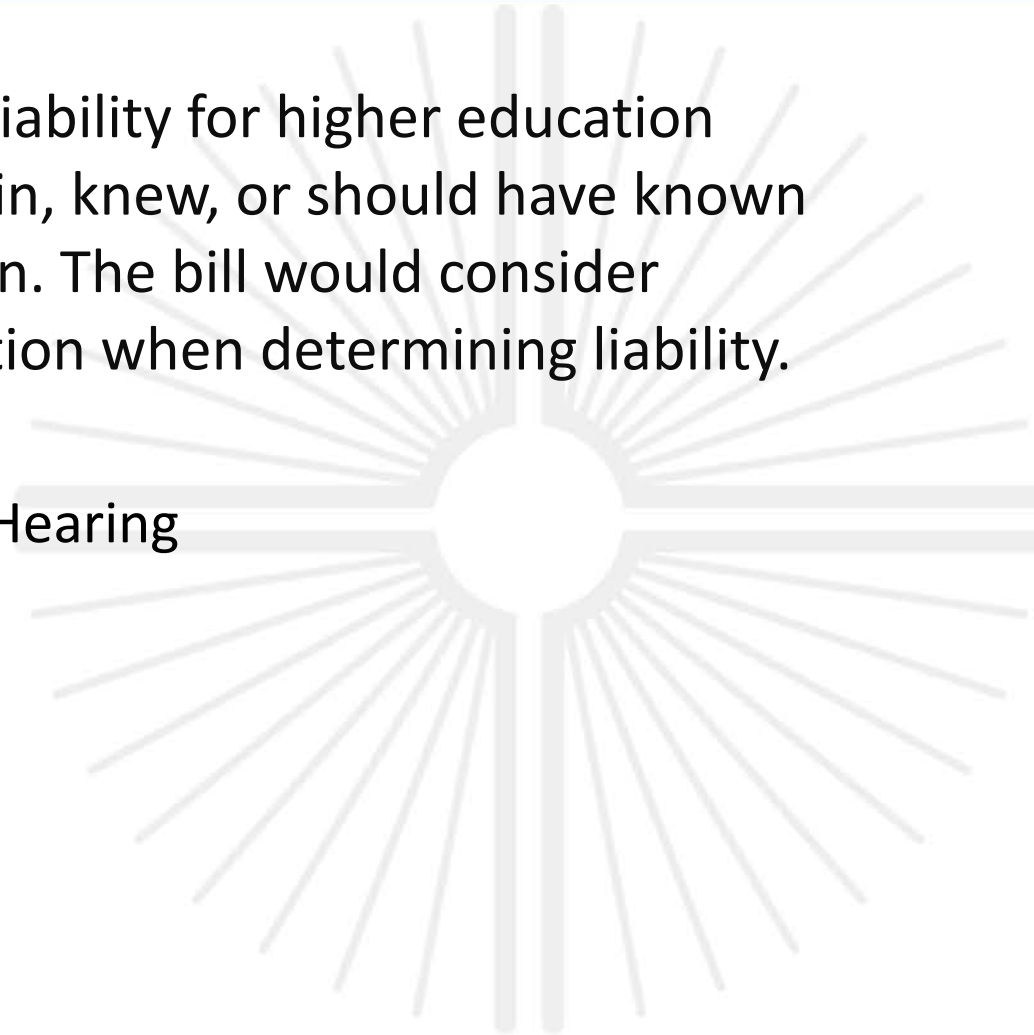 iability for higher education
in, knew, or should have known
n. The bill would consider
tion when determining liability.
Hearing